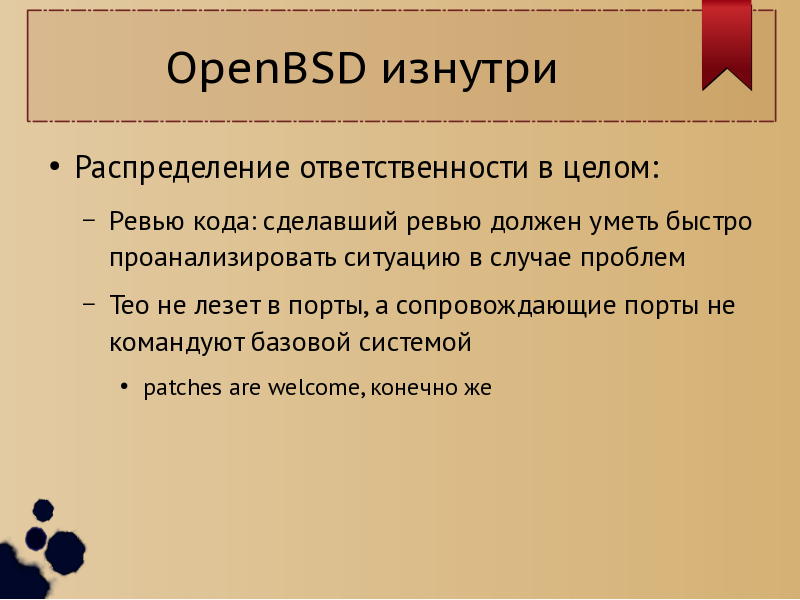 OpenBSD изнутри
• Распределение ответственности в целом:
– Ревью кода: сделавший ревью должен уметь быстро
проанализировать ситуацию в случае проблем
– Тео не лезет в порты, а сопровождающие порты не
командуют базовой системой
• patches are welcome, конечно же